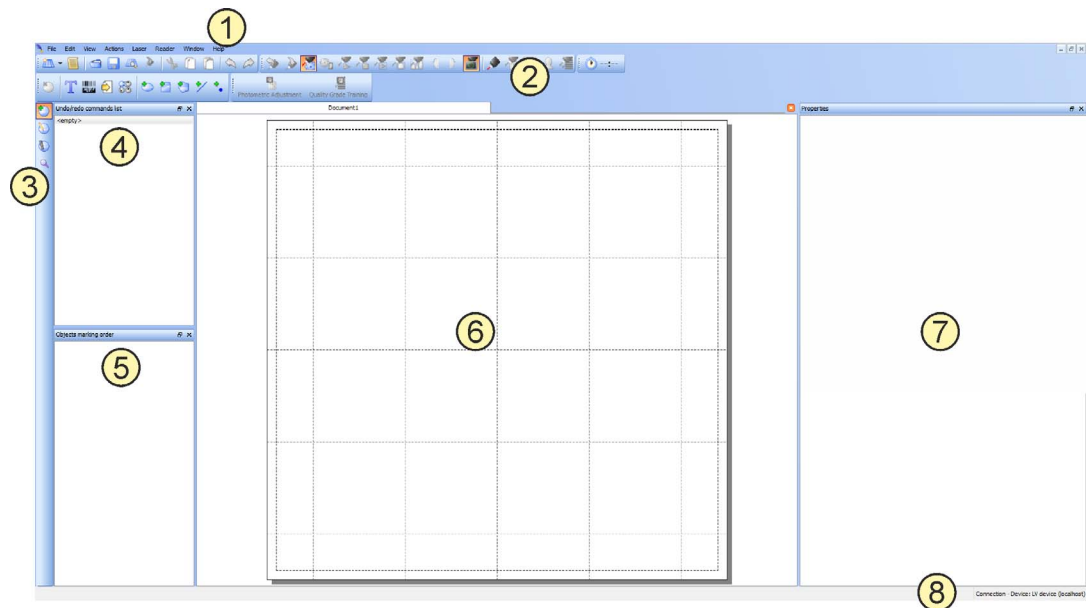 1
File Edit View Actions Laser Reader Window Help
2
Photometric Adjustment Quality Grade Training
Undo/redo commands list
Document1
Properties
<empty>
4
3
6
7
Objects marking order
5
8
Connection - Device: LV device (localhost)